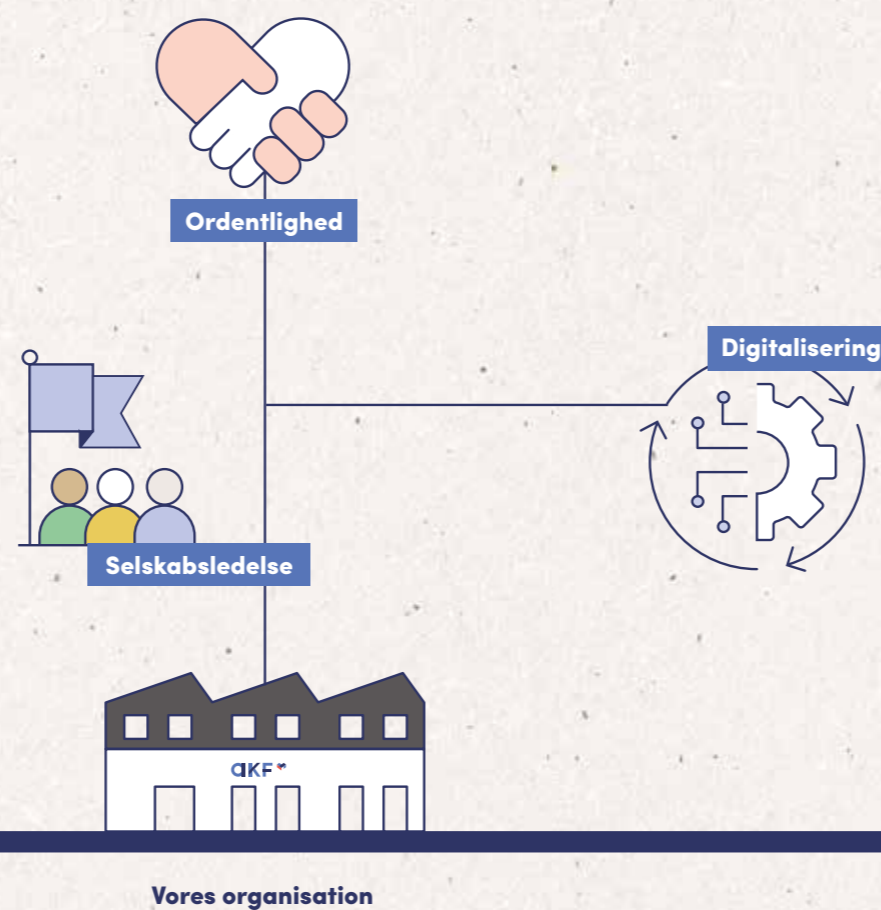 Ordentlighed
Digitalisering
Selskabsledelse
aKF
Vores organisation